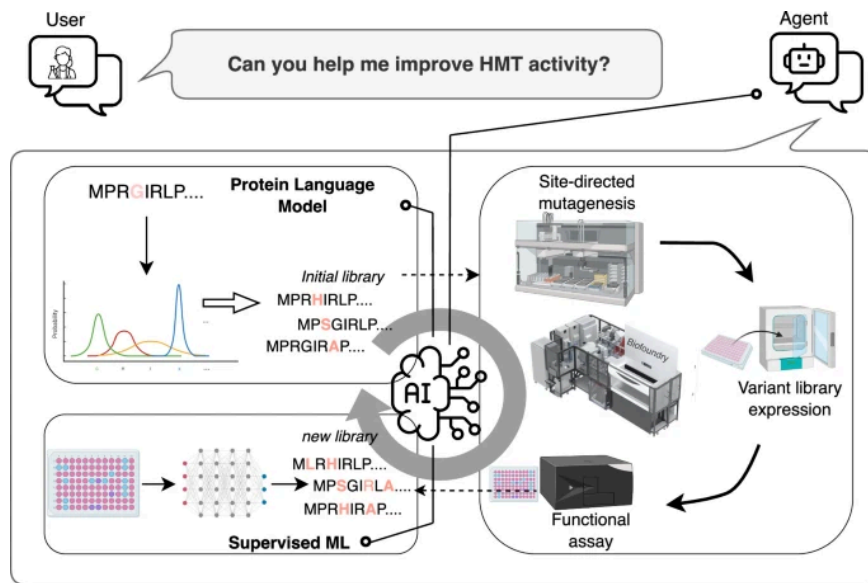 User
Agent
Can you help me improve HMT activity?
MPRGIRLP....
Protein Language
Model
Probability
...
...
Initial library
MPRHIRLP....
MPSGIRLP....
MPRGIRAP....
Site-directed
mutagenesis
Biofoundry
Variant library
expression
AI
new library
MLRHIRLP....
MPSGIRLA....
MPRHIRAP....
Supervised ML
Functional
assay